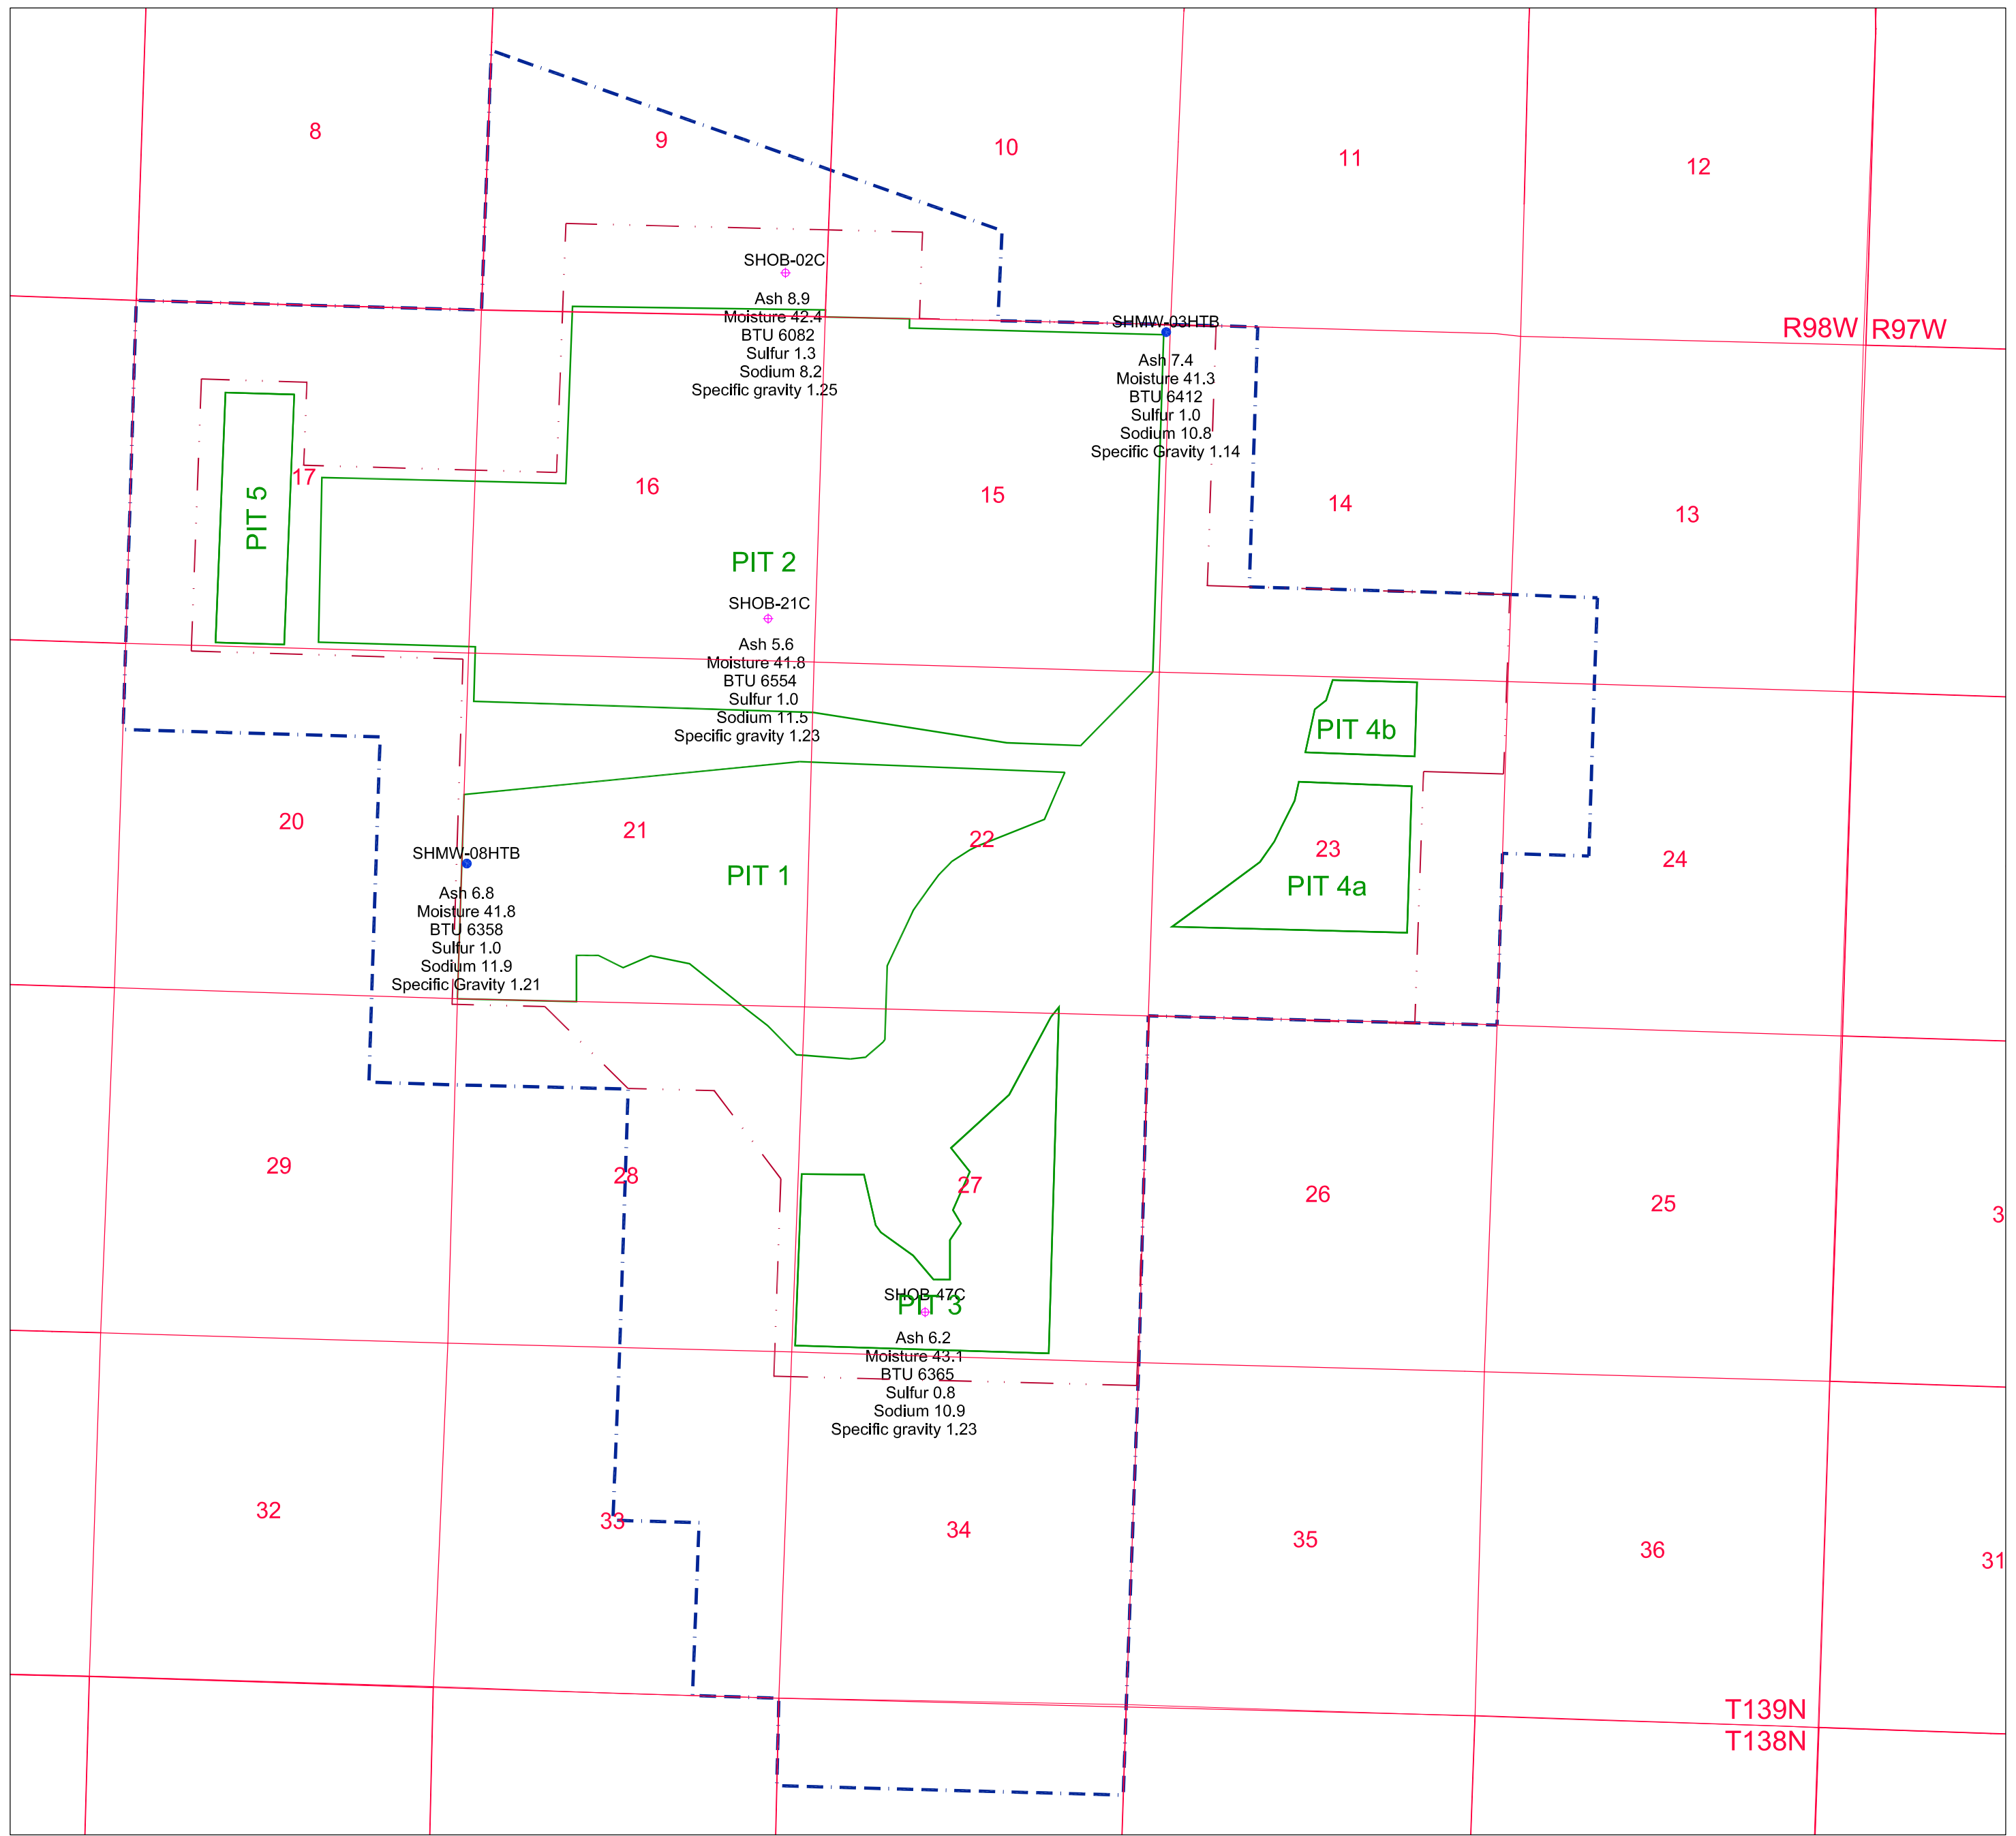 8
9
10
11
12
SHOB-02C
Ash 8.9
Moisture 42.4
BTU 6082
Sulfur 1.3
Sodium 8.2
Specific gravity 1.25
SHMW-03HTB
Ash 7.4
Moisture 41.3
BTU 6412
Sulfur 1.0
Sodium 10.8
Specific Gravity 1.14
R98W
R97W
17
16
15
14
13
PIT 5
PIT 2
SHOB-21C
Ash 5.6
Moisture 41.8
BTU 6554
Sulfur 1.0
Sodium 11.5
Specific gravity 1.23
PIT 4b
20
21
22
23
24
PIT 1
PIT 4a
SHMW-08HTB
Ash 6.8
Moisture 41.8
BTU 6358
Sulfur 1.0
Sodium 11.9
Specific Gravity 1.21
29
28
27
26
25
3
SHOB-47C
PIT 3
Ash 6.2
Moisture 43.1
BTU 6365
Sulfur 0.8
Sodium 10.9
Specific gravity 1.23
32
33
34
35
36
31
T139N
T138N